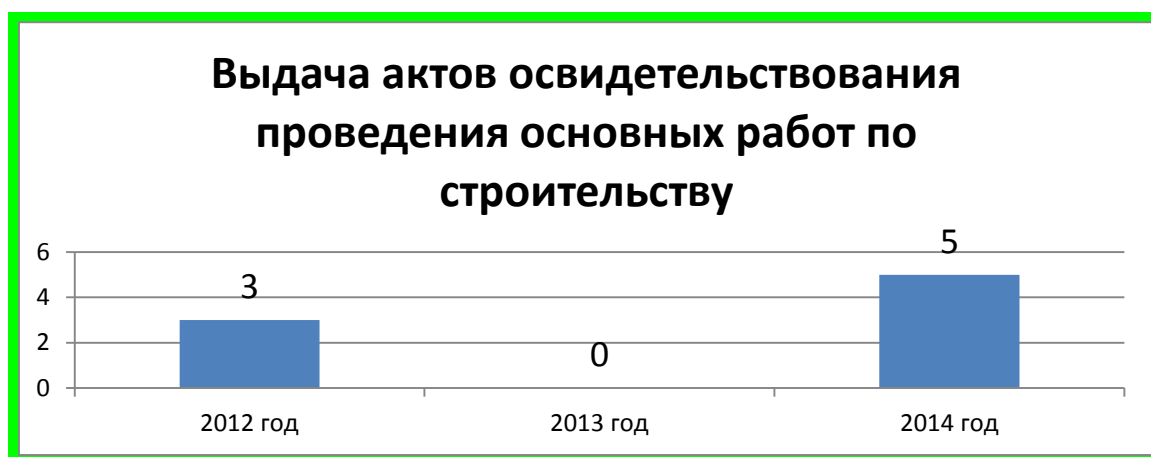 Выдача актов освидетельствования
проведения основных работ по
строительству
6
4
2
0
3
0
5
2012 год
2013 год
2014 год